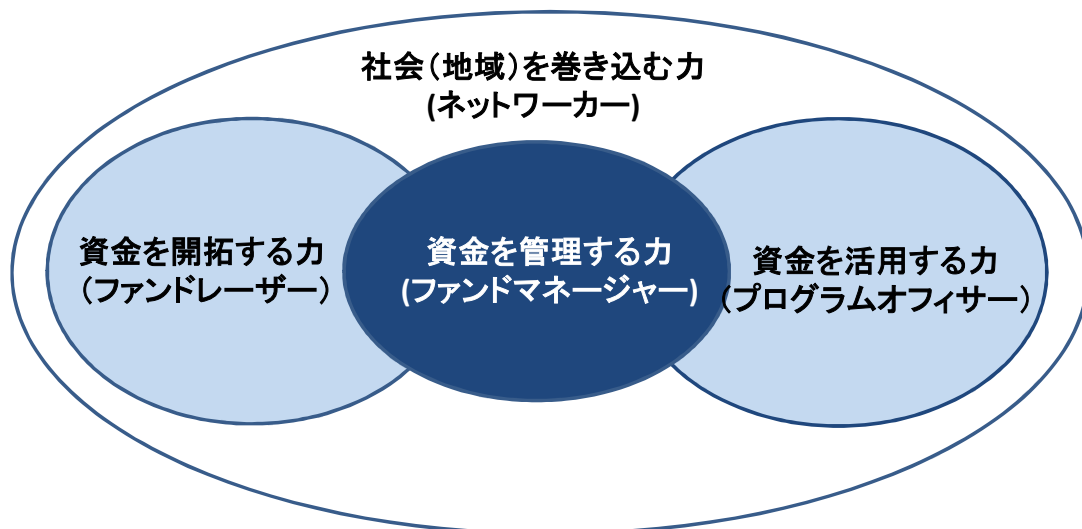 社会（地域）を巻き込む力
(ネットワーカー)
資金を開拓する力
（ファンドレーザー）
資金を管理する力
(ファンドマネージャー)
資金を活用する力
（プログラムオフィサー）